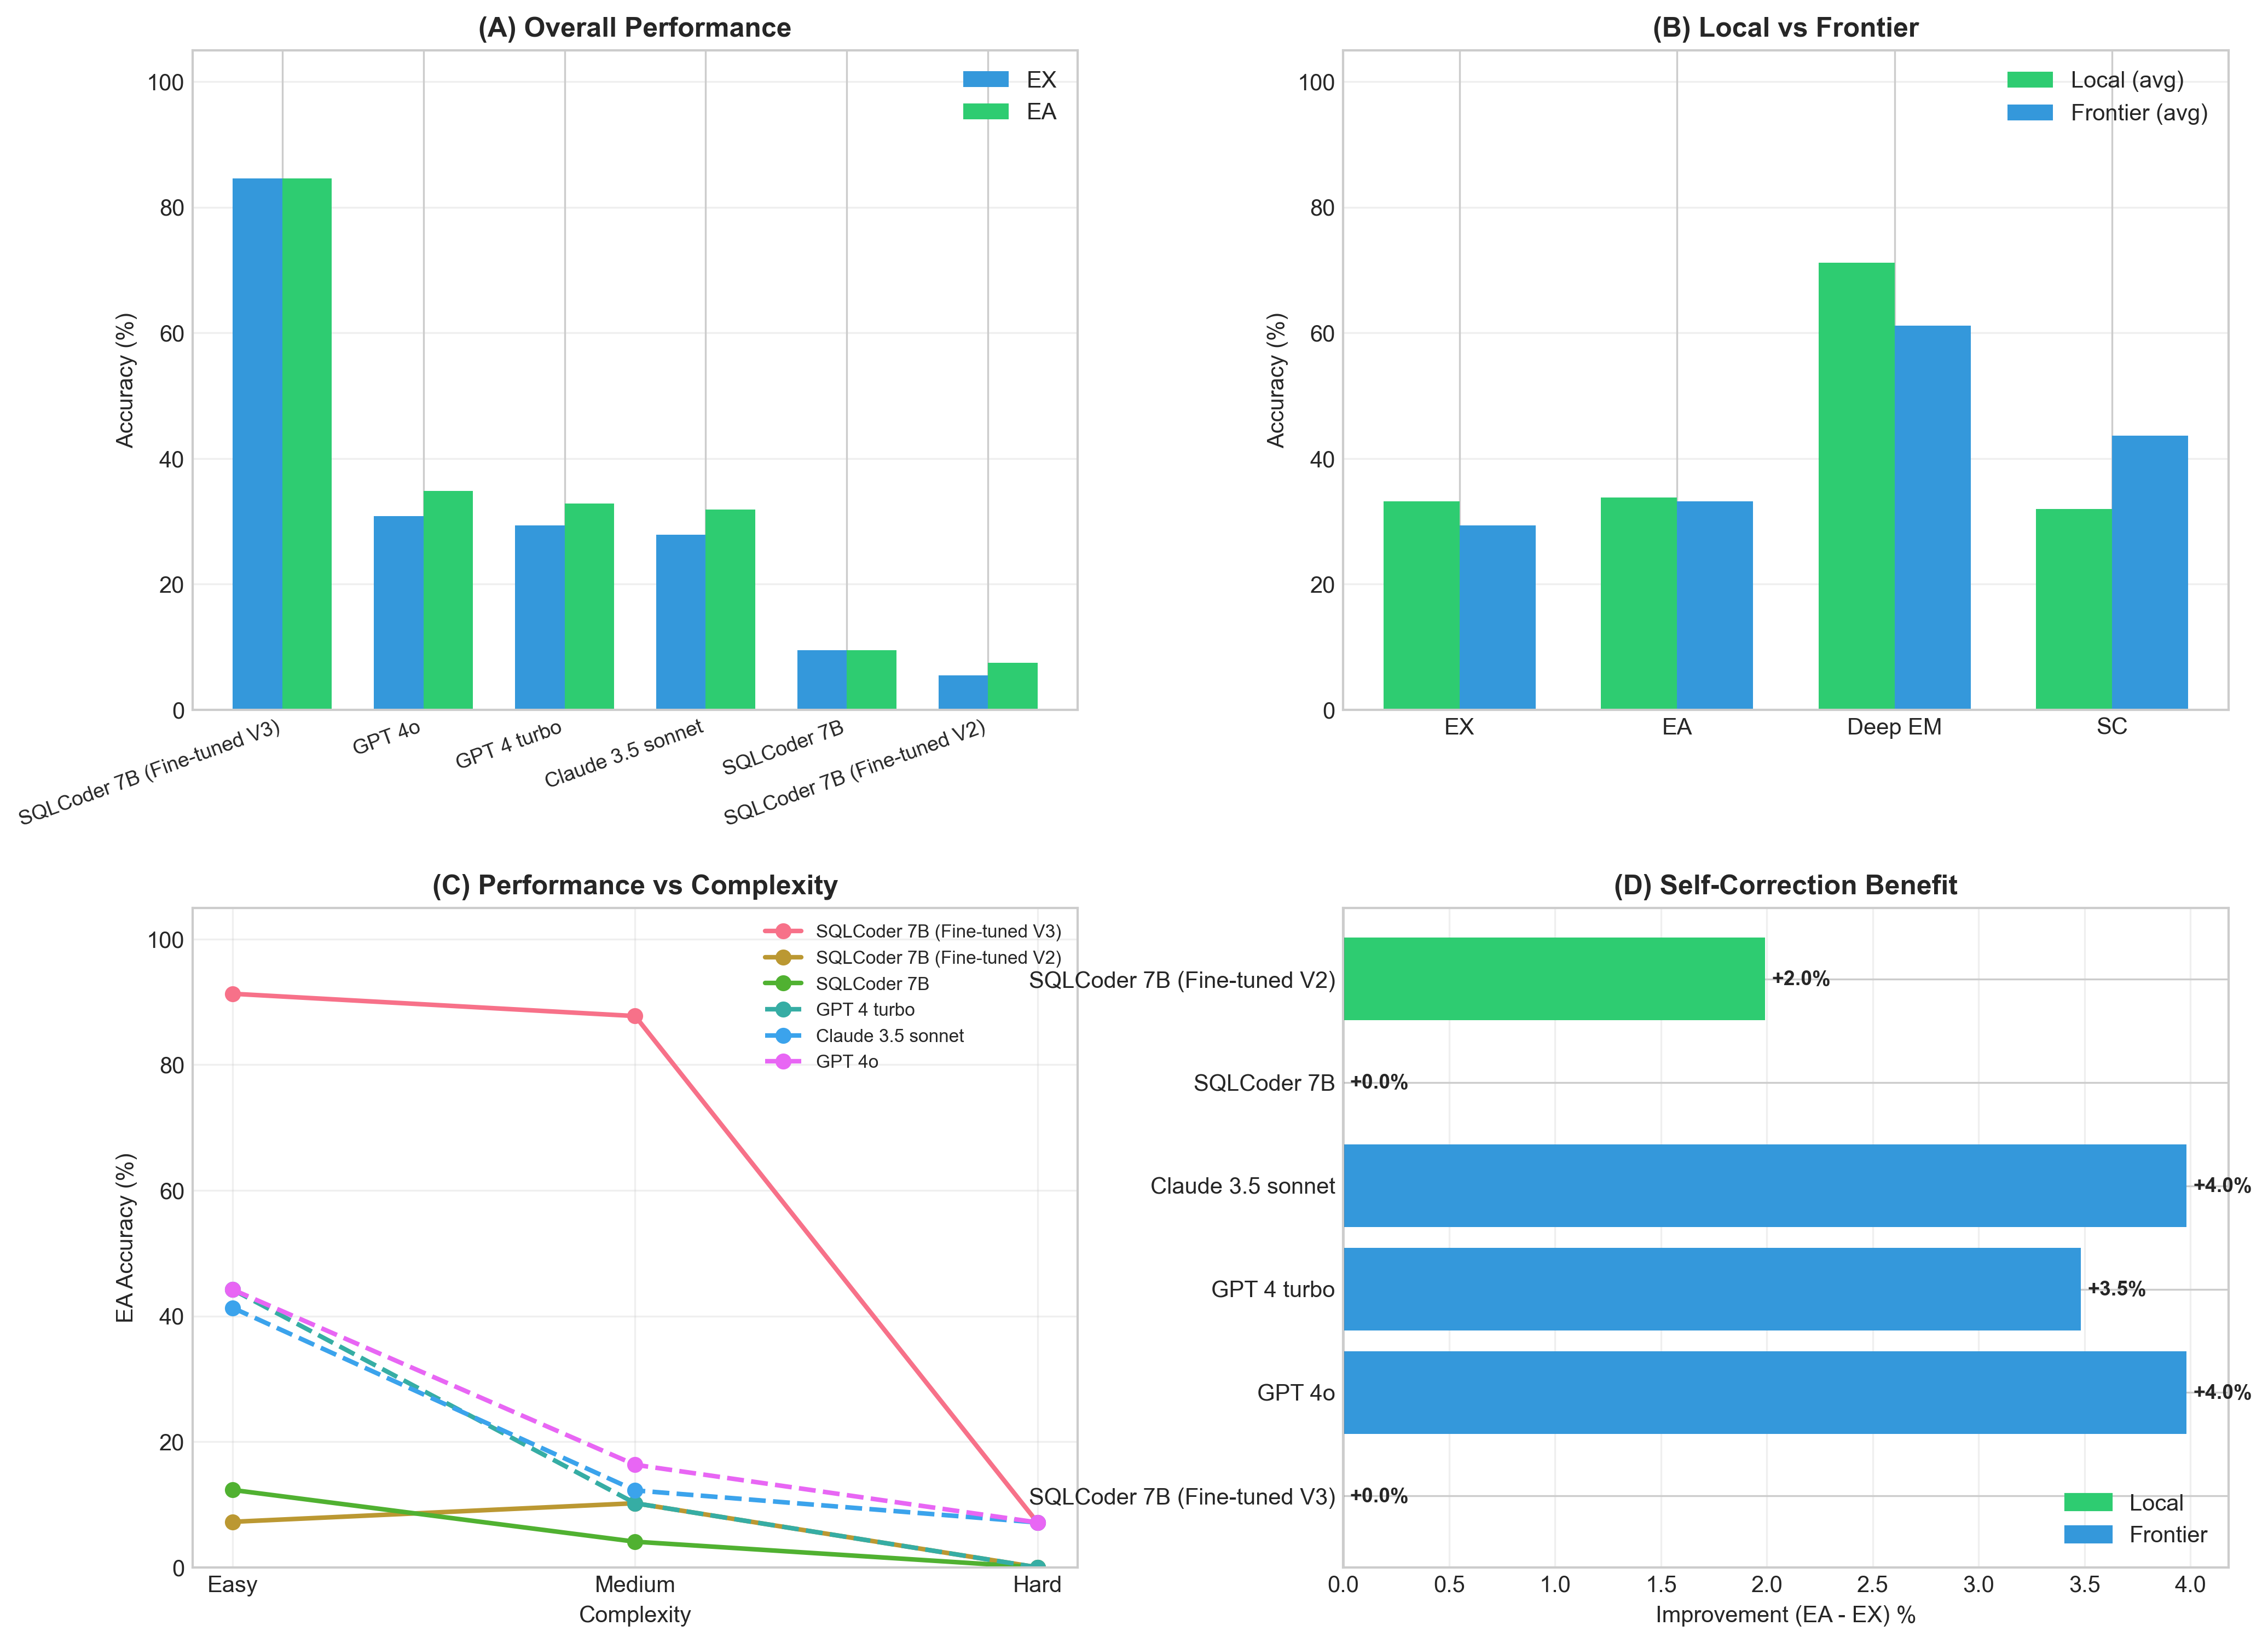 (A) Overall Performance
Accuracy (%)
100
80
60
40
20
0
EX
EA
SQLCoder 7B (Fine-tuned V3)
GPT 4o
GPT 4 turbo
Claude 3.5 sonnet
SQLCoder 7B
SQLCoder 7B (Fine-tuned V2)
(B) Local vs Frontier
Accuracy (%)
100
80
60
40
20
0
Local (avg)
Frontier (avg)
EX
EA
Deep EM
SC
(C) Performance vs Complexity
EA Accuracy (%)
100
80
60
40
20
0
SQLCoder 7B (Fine-tuned V3)
SQLCoder 7B (Fine-tuned V2)
SQLCoder 7B
GPT 4 turbo
Claude 3.5 sonnet
GPT 4o
Easy
Medium
Hard
Complexity
(D) Self-Correction Benefit
SQLCoder 7B (Fine-tuned V2)
+2.0%
SQLCoder 7B
+0.0%
Claude 3.5 sonnet
+4.0%
GPT 4 turbo
+3.5%
GPT 4o
+4.0%
SQLCoder 7B (Fine-tuned V3)
+0.0%
Local
Frontier
0.0
0.5
1.0
1.5
2.0
2.5
3.0
3.5
4.0
Improvement (EA - EX) %